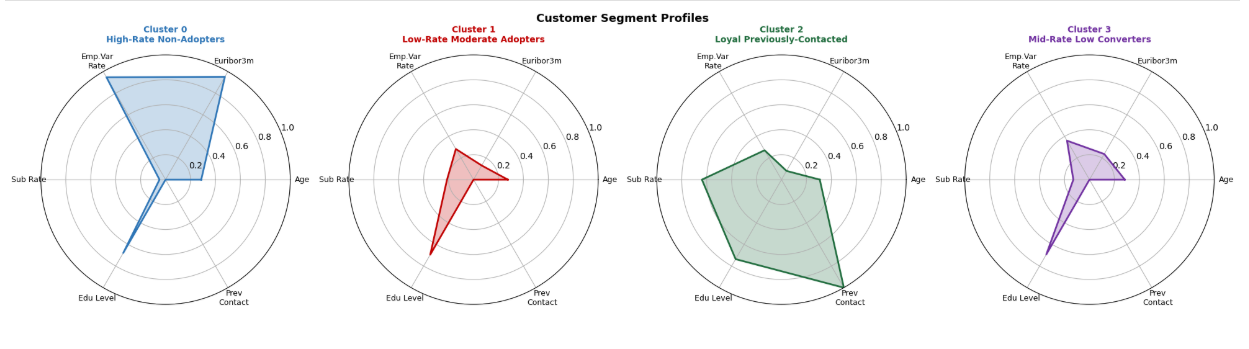 Customer Segment Profiles
Cluster 0
High-Rate Non-Adopters
Emp.Var
Rate
Euribor3m
1.0
0.8
0.6
0.4
0.2
Sub Rate
Age
Edu Level
Prev
Contact
Cluster 1
Low-Rate Moderate Adopters
Emp.Var
Rate
Euribor3m
1.0
0.8
0.6
0.4
0.2
Sub Rate
Age
Edu Level
Prev
Contact
Cluster 2
Loyal Previously-Contacted
Emp.Var
Rate
Euribor3m
1.0
0.8
0.6
0.4
0.2
Sub Rate
Age
Edu Level
Prev
Contact
Cluster 3
Mid-Rate Low Converters
Emp.Var
Rate
Euribor3m
1.0
0.8
0.6
0.4
0.2
Sub Rate
Age
Edu Level
Prev
Contact